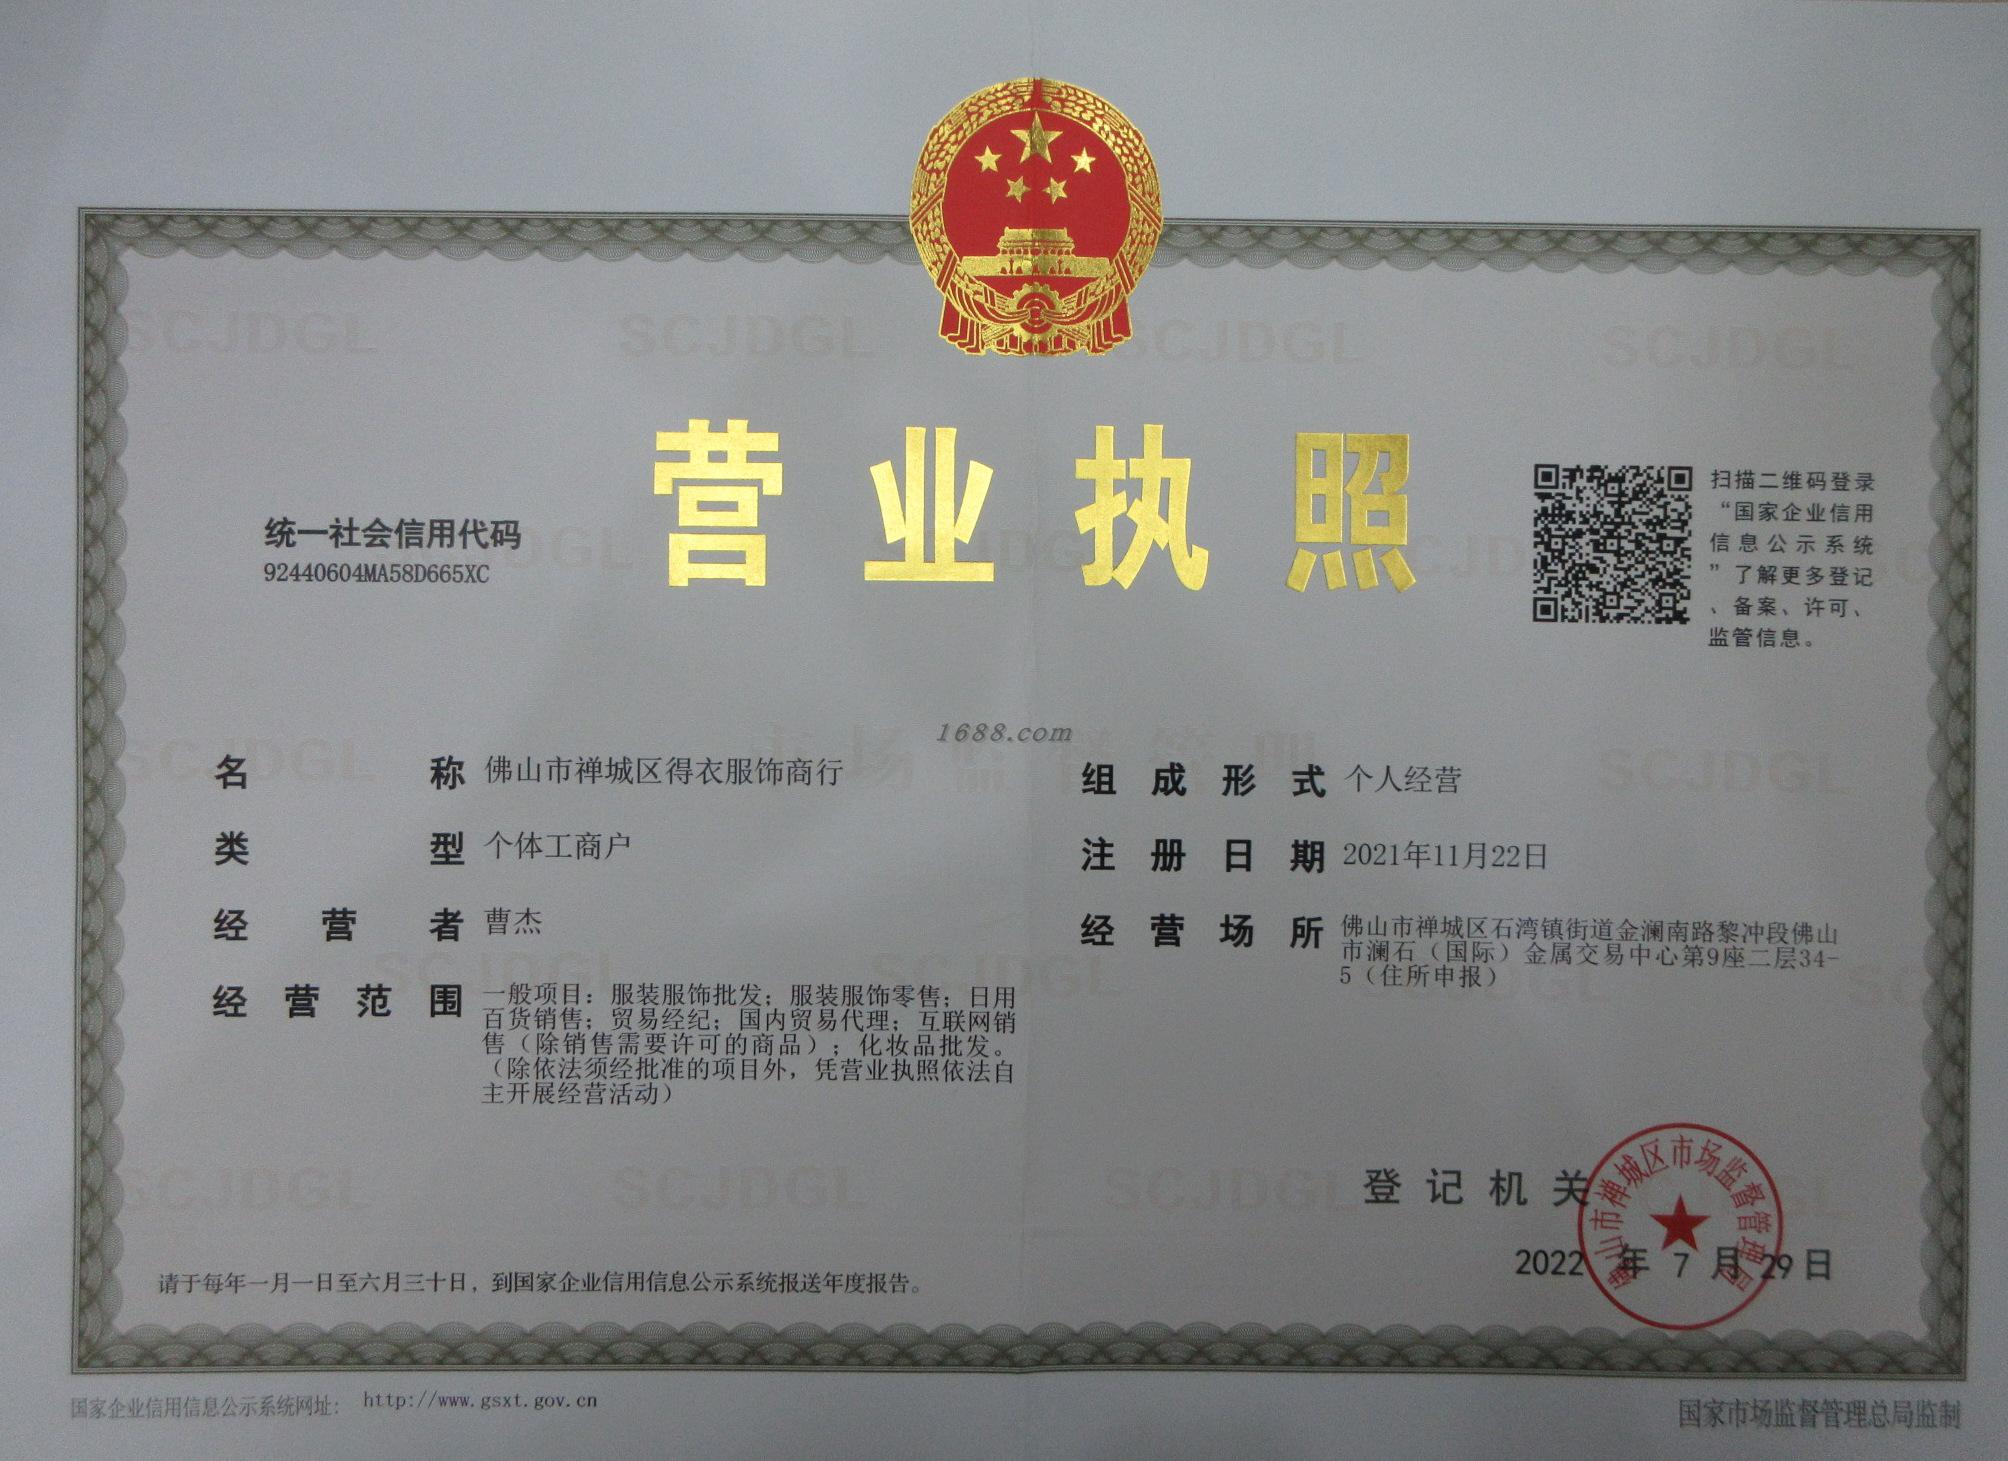 营业执照
统一社会信用代码
92440604MA58D665XC
扫描二维码登录
“国家企业信用
信息公示系统
”了解更多登记
、备案、许可、
监管信息。
1688.com
名称 佛山市禅城区得衣服饰商行
类型 个体工商户
经营者 曹杰
经营范围 一般项目：服装服饰批发；服装服饰零售；日用
百货销售；贸易经纪；国内贸易代理；互联网销
售（除销售需要许可的商品）；化妆品批发。
（除依法须经批准的项目外，凭营业执照依法自
主开展经营活动）
组成形式 个人经营
注册日期 2021年11月22日
经营场所 佛山市禅城区石湾镇街道金澜南路黎冲段佛山
市澜石（国际）金属交易中心第9座二层34-
5（住所申报）
登记机关
佛山市禅城区市场监督管理局
2022 年 7 月 29 日
请于每年一月一日至六月三十日，到国家企业信用信息公示系统报送年度报告。
国家企业信用信息公示系统网址： http://www.gsxt.gov.cn
国家市场监督管理总局监制
SCJDGL